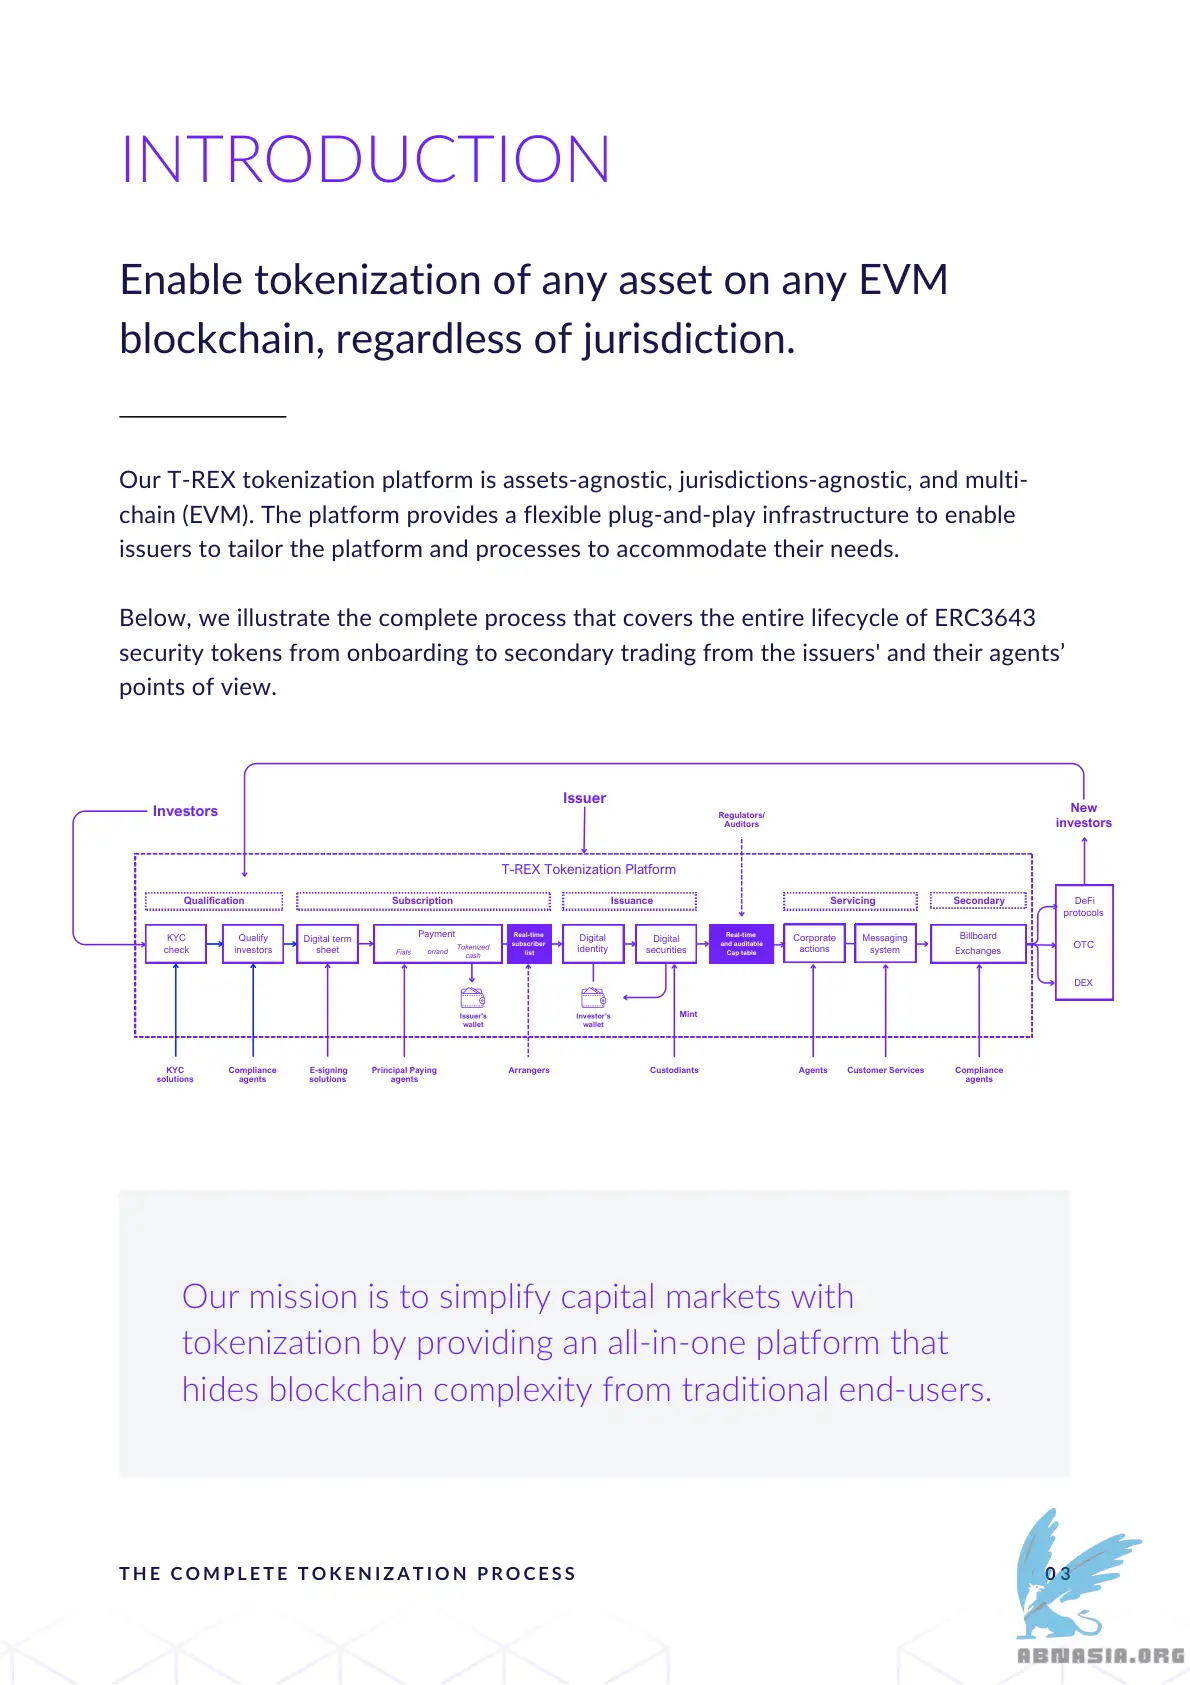 INTRODUCTION
Enable tokenization of any asset on any EVM
blockchain, regardless of jurisdiction.
Our T-REX tokenization platform is assets-agnostic, jurisdictions-agnostic, and multi-
chain (EVM). The platform provides a flexible plug-and-play infrastructure to enable
issuers to tailor the platform and processes to accommodate their needs.
Below, we illustrate the complete process that covers the entire lifecycle of ERC3643
security tokens from onboarding to secondary trading from the issuers' and their agents’
points of view.
Investors
Issuer
Regulators/
Auditors
New
investors
T-REX Tokenization Platform
Qualification
Subscription
Issuance
Servicing
Secondary
KYC
check
Qualify
investors
Digital term
sheet
Payment
Fiats
or/and
Tokenized
cash
Real-time
subscriber
list
Digital
identity
Digital
securities
Real-time
and auditable
Cap table
Corporate
actions
Messaging
system
Billboard
Exchanges
DeFi
protocols
OTC
DEX
Issuer's
wallet
Investor's
wallet
Mint
KYC
solutions
Compliance
agents
E-signing
solutions
Principal Paying
agents
Arrangers
Custodiants
Agents
Customer Services
Compliance
agents
Our mission is to simplify capital markets with
tokenization by providing an all-in-one platform that
hides blockchain complexity from traditional end-users.
THE COMPLETE TOKENIZATION PROCESS
03
ABNASIA.ORG